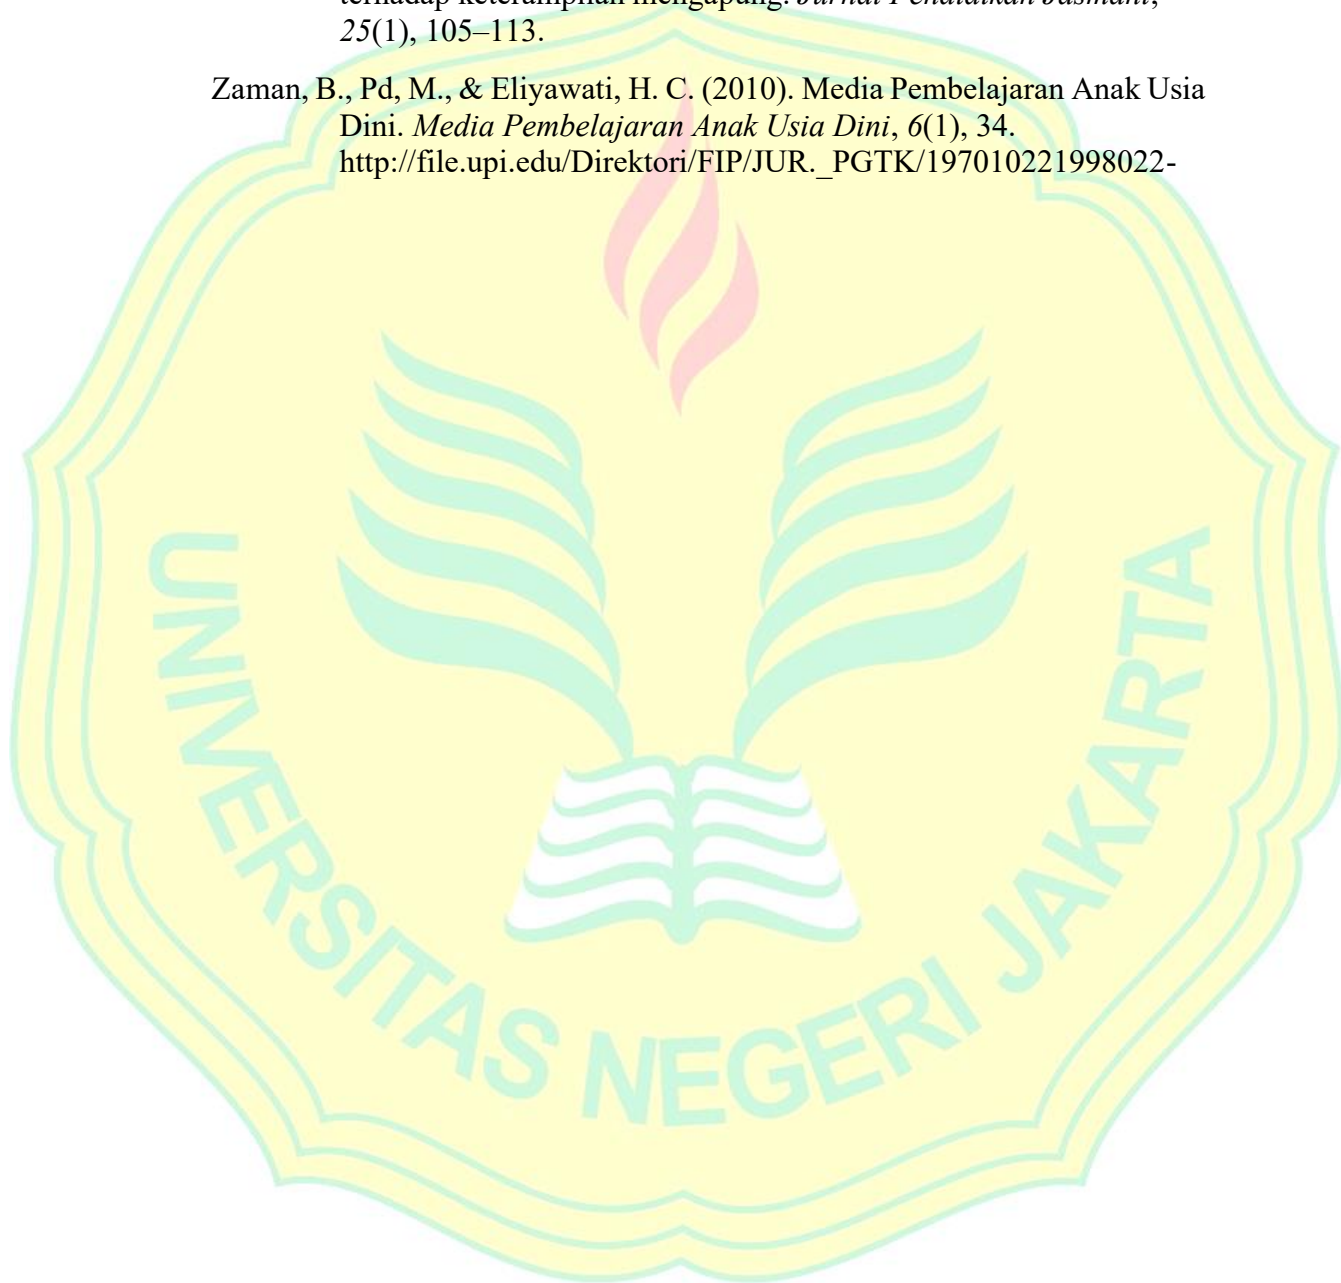 terhadap keterampilan mengapung. Jurnal Pendidikan Jasmani,
25(1), 105–113.
Zaman, B., Pd, M., & Eliyawati, H. C. (2010). Media Pembelajaran Anak Usia
Dini. Media Pembelajaran Anak Usia Dini, 6(1), 34.
http://file.upi.edu/Direktori/FIP/JUR._PGTK/197010221998022-
UNIVERSITAS NEGERI JAKARTA